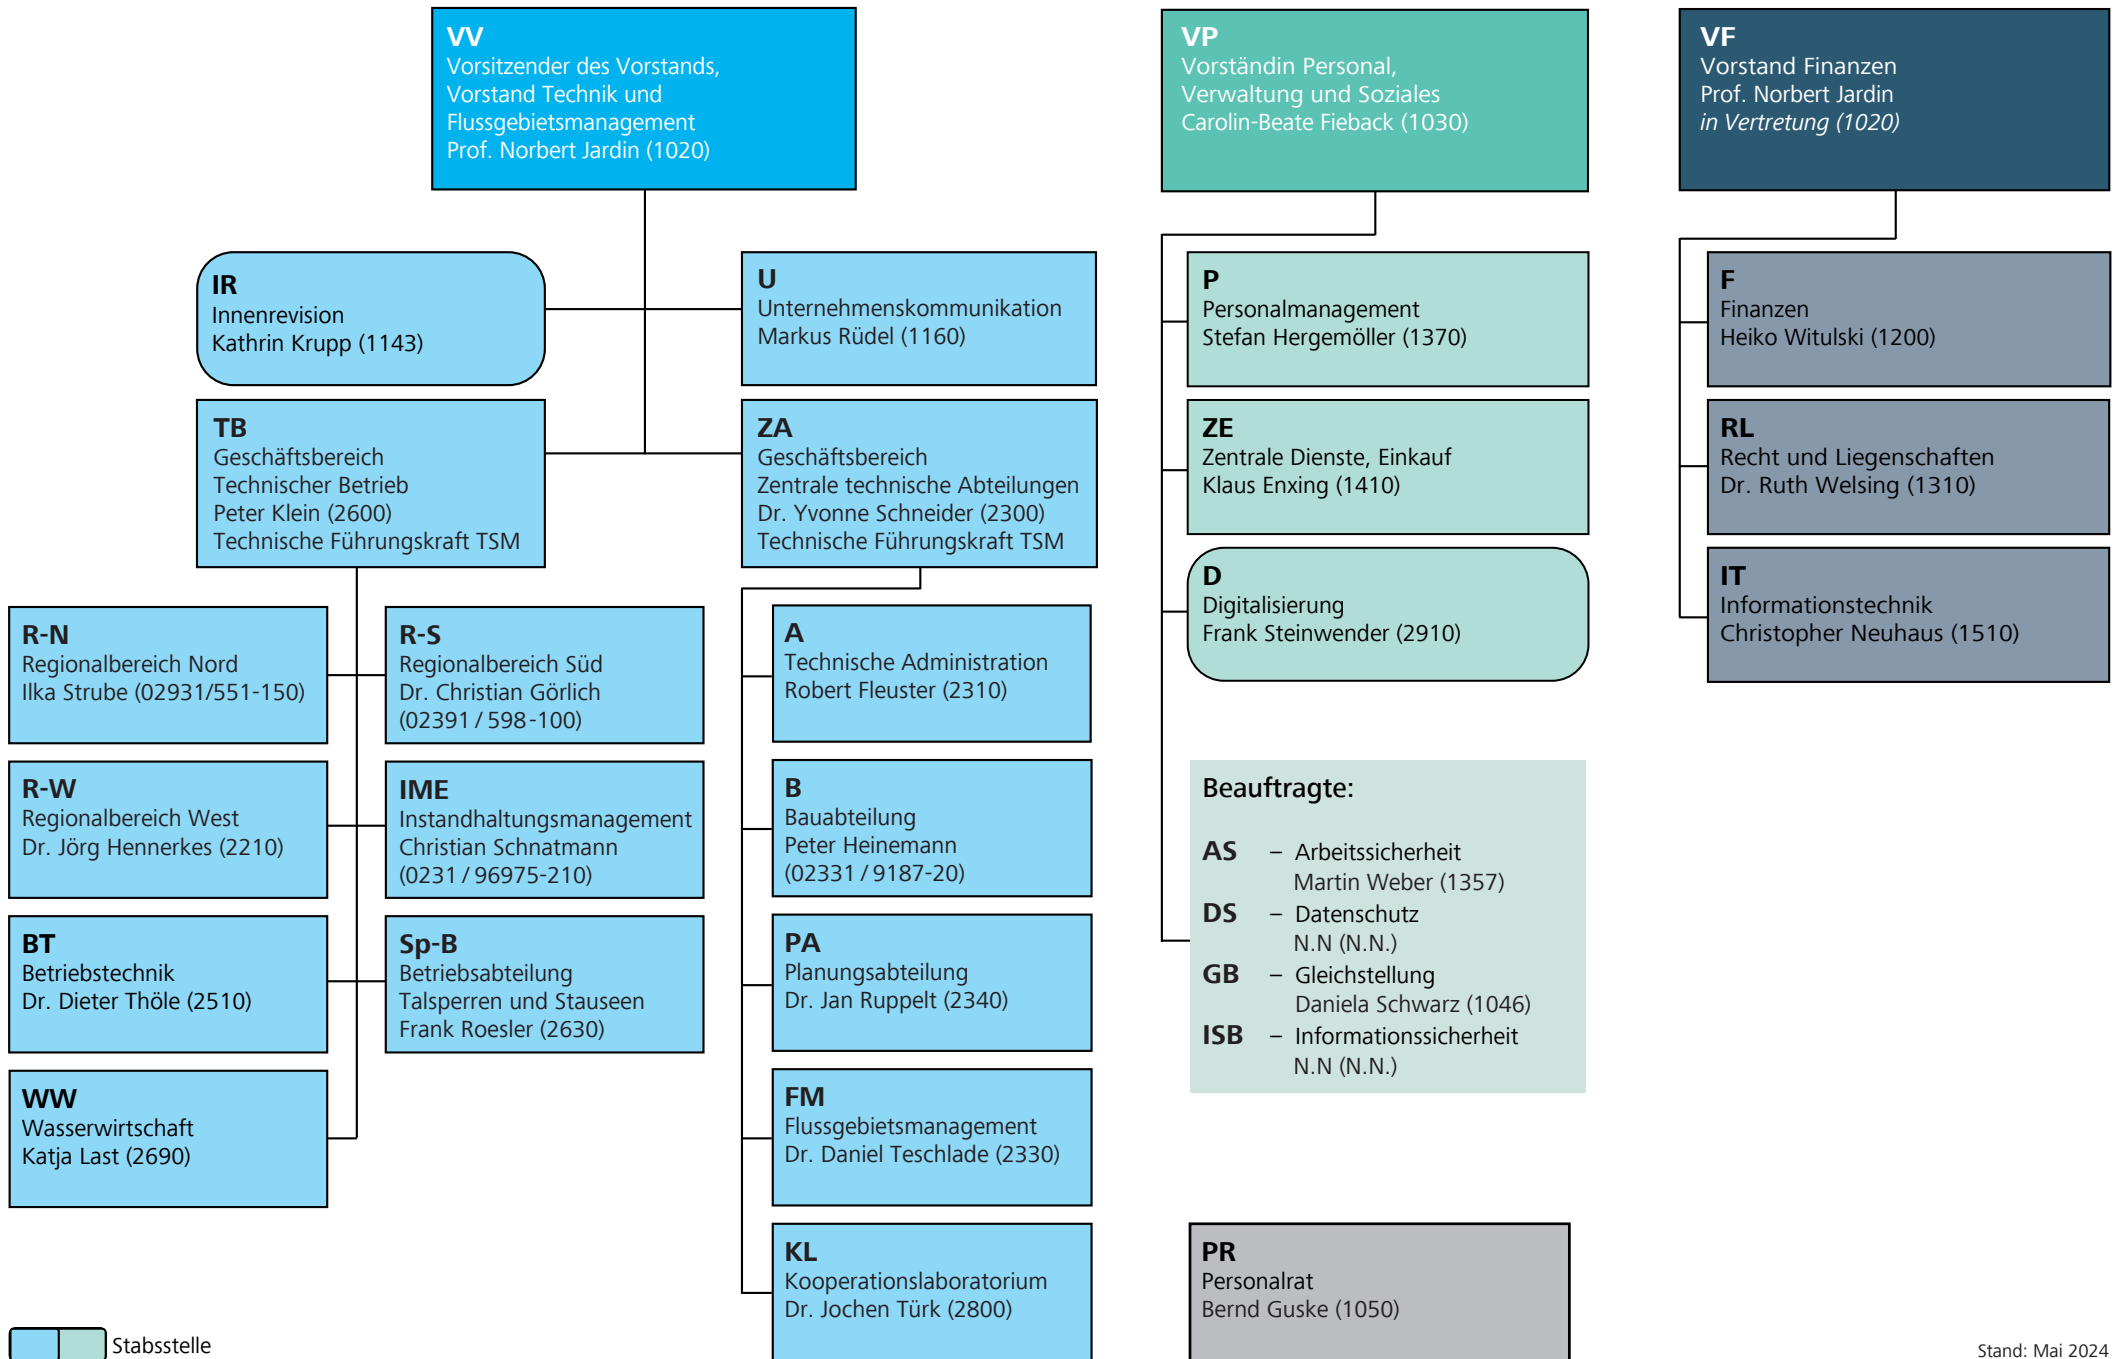 VV
Vorsitzender des Vorstands,
Vorstand Technik und
Flussgebietsmanagement
Prof. Norbert Jardin (1020)
VP
Vorständin Personal,
Verwaltung und Soziales
Carolin-Beate Fieback (1030)
VF
Vorstand Finanzen
Prof. Norbert Jardin
in Vertretung (1020)
IR
Innenrevision
Kathrin Krupp (1143)
U
Unternehmenskommunikation
Markus Rüdel (1160)
TB
Geschäftsbereich
Technischer Betrieb
Peter Klein (2600)
Technische Führungskraft TSM
ZA
Geschäftsbereich
Zentrale technische Abteilungen
Dr. Yvonne Schneider (2300)
Technische Führungskraft TSM
R-N
Regionalbereich Nord
Ilka Strube (02931/551-150)
R-S
Regionalbereich Süd
Dr. Christian Görlich
(02391 / 598-100)
R-W
Regionalbereich West
Dr. Jörg Hennerkes (2210)
IME
Instandhaltungsmanagement
Christian Schnatmann
(0231 / 96975-210)
BT
Betriebstechnik
Dr. Dieter Thöle (2510)
Sp-B
Betriebsabteilung
Talsperren und Stauseen
Frank Roesler (2630)
WW
Wasserwirtschaft
Katja Last (2690)
A
Technische Administration
Robert Fleuster (2310)
B
Bauabteilung
Peter Heinemann
(02331 / 9187-20)
PA
Planungsabteilung
Dr. Jan Ruppelt (2340)
FM
Flussgebietsmanagement
Dr. Daniel Teschlade (2330)
KL
Kooperationslaboratorium
Dr. Jochen Türk (2800)
P
Personalmanagement
Stefan Hergemöller (1370)
ZE
Zentrale Dienste, Einkauf
Klaus Enxing (1410)
D
Digitalisierung
Frank Steinwender (2910)
Beauftragte:
AS – Arbeitssicherheit
Martin Weber (1357)
DS – Datenschutz
N.N (N.N.)
GB – Gleichstellung
Daniela Schwarz (1046)
ISB – Informationssicherheit
N.N (N.N.)
PR
Personalrat
Bernd Guske (1050)
F
Finanzen
Heiko Witulski (1200)
RL
Recht und Liegenschaften
Dr. Ruth Welsing (1310)
IT
Informationstechnik
Christopher Neuhaus (1510)
Stabsstelle
Stand: Mai 2024